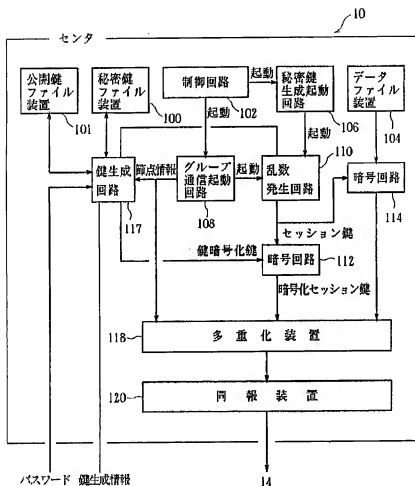 10
センタ
公開鍵
ファイル
装置
101
秘密鍵
ファイル
装置
100
制御回路
102
起動
秘密鍵
生成起動
回路
106
データ
ファイル
装置
104
起動
起動
鍵生成
回路
117
節点情報
グループ
通信起動
回路
108
起動
乱数
発生回路
110
暗号回路
114
セッション鍵
鍵暗号化鍵
暗号回路
112
暗号化セッション鍵
118
多重化装置
120
同報装置
パスワード
鍵生成情報
14